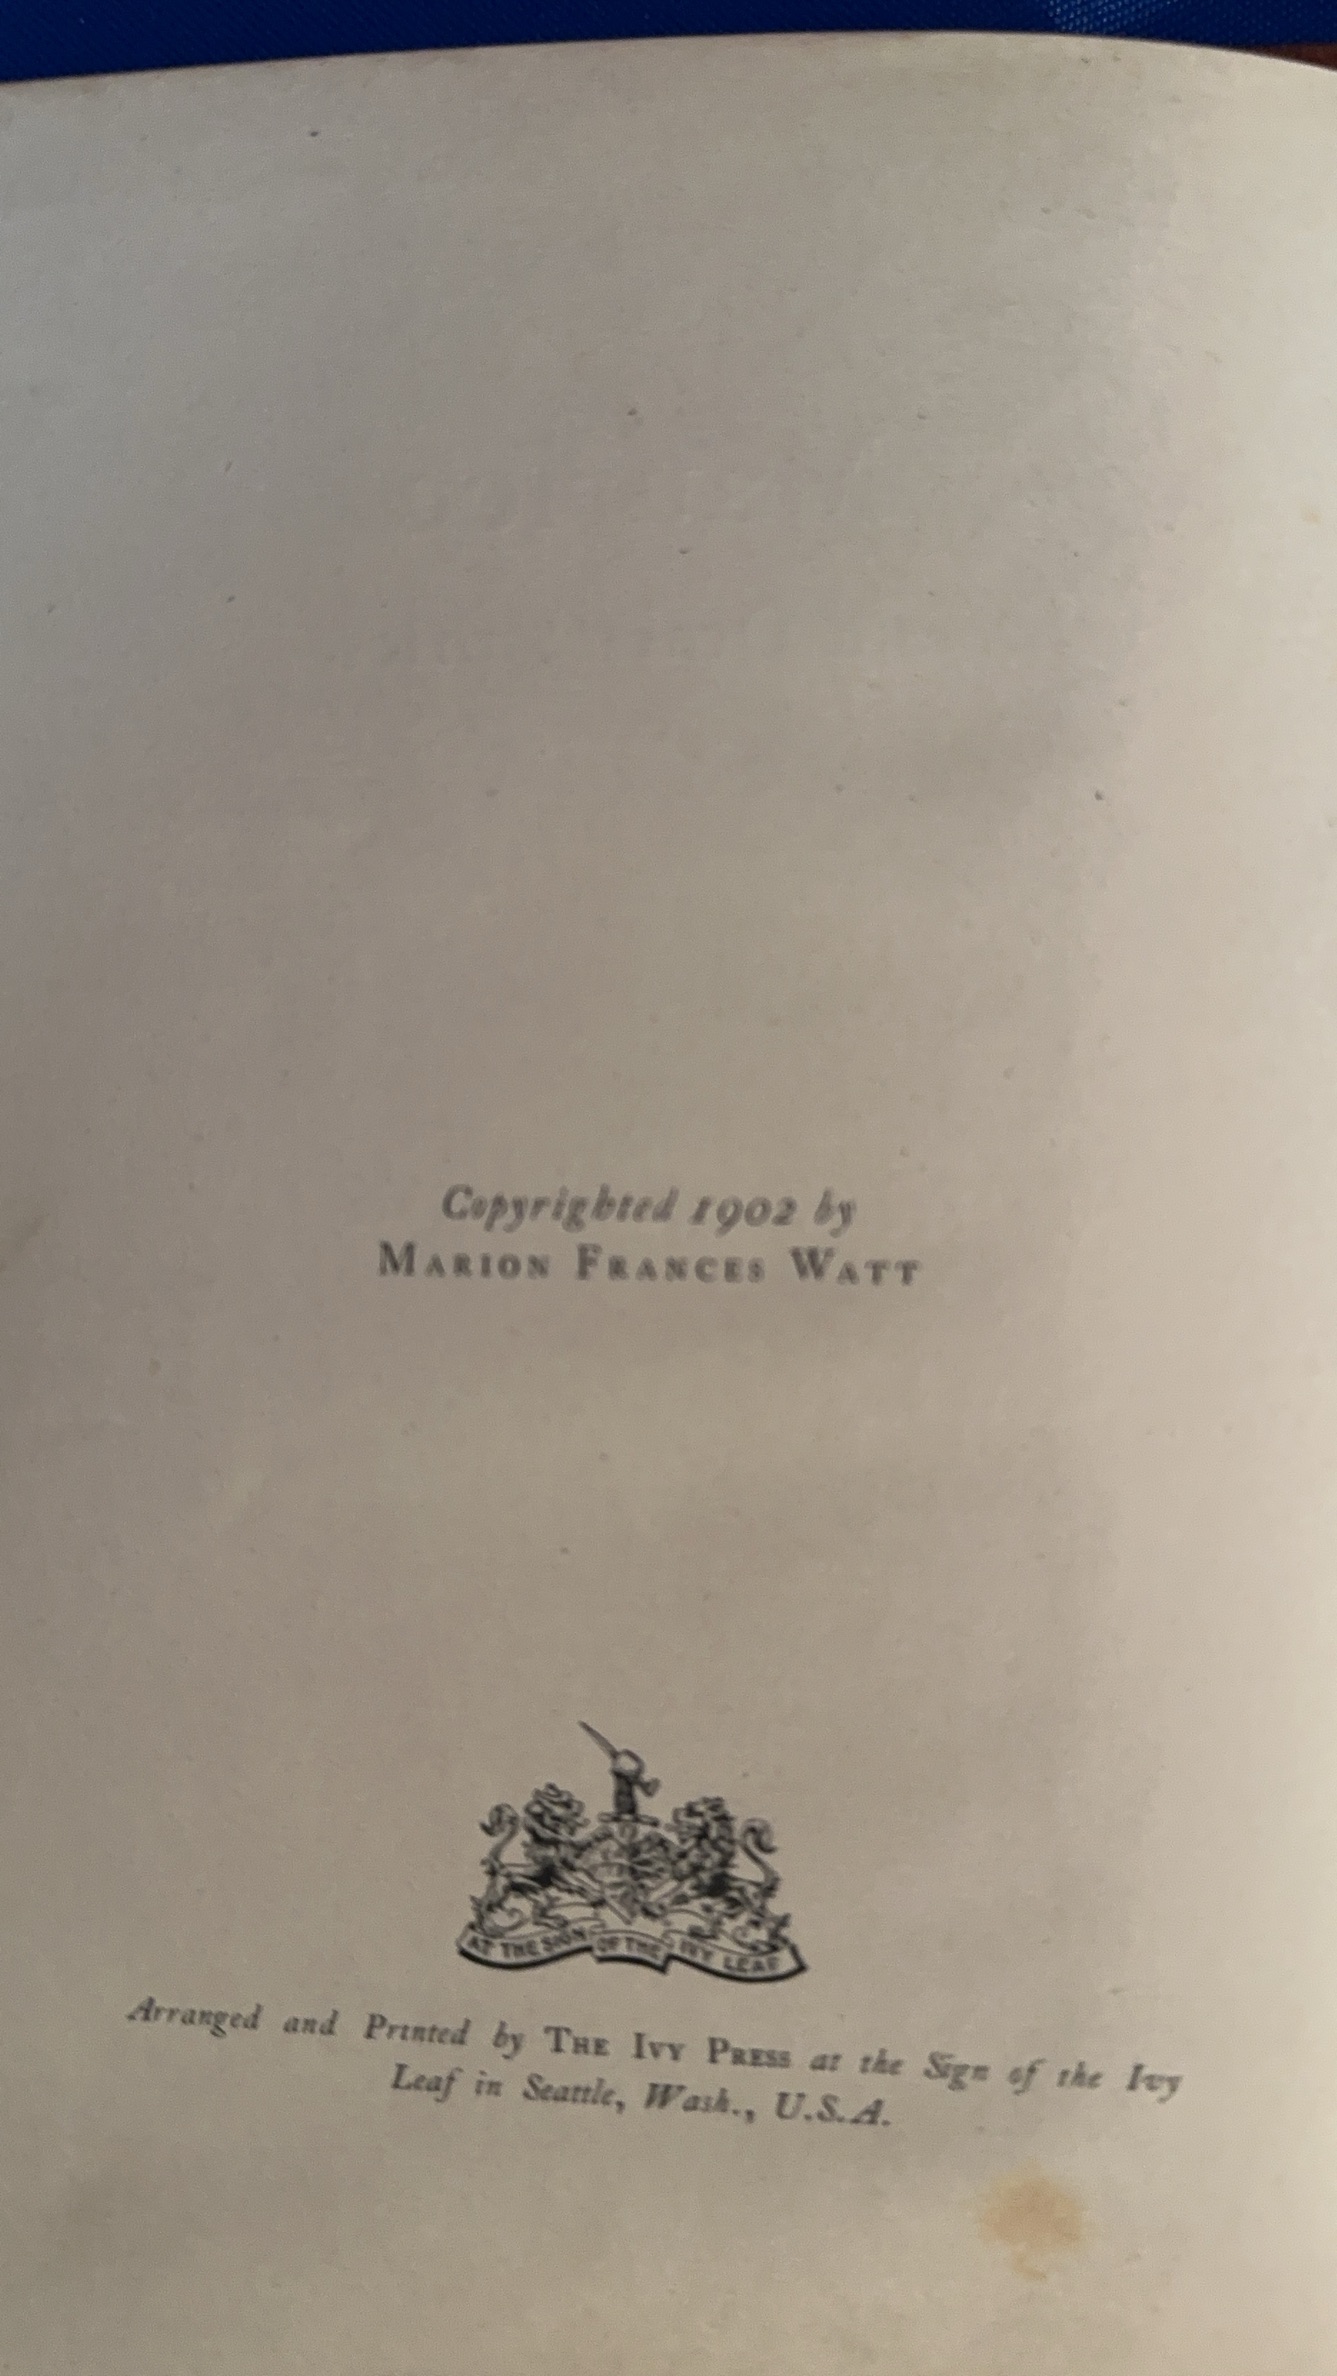 Copyrighted 1902 by
MARION FRANCES WATT
AT THE SIGN OF THE IVY LEAF
Arranged and Printed by THE IVY PRESS at the Sign of the Ivy
Leaf in Seattle, Wash., U.S.A.